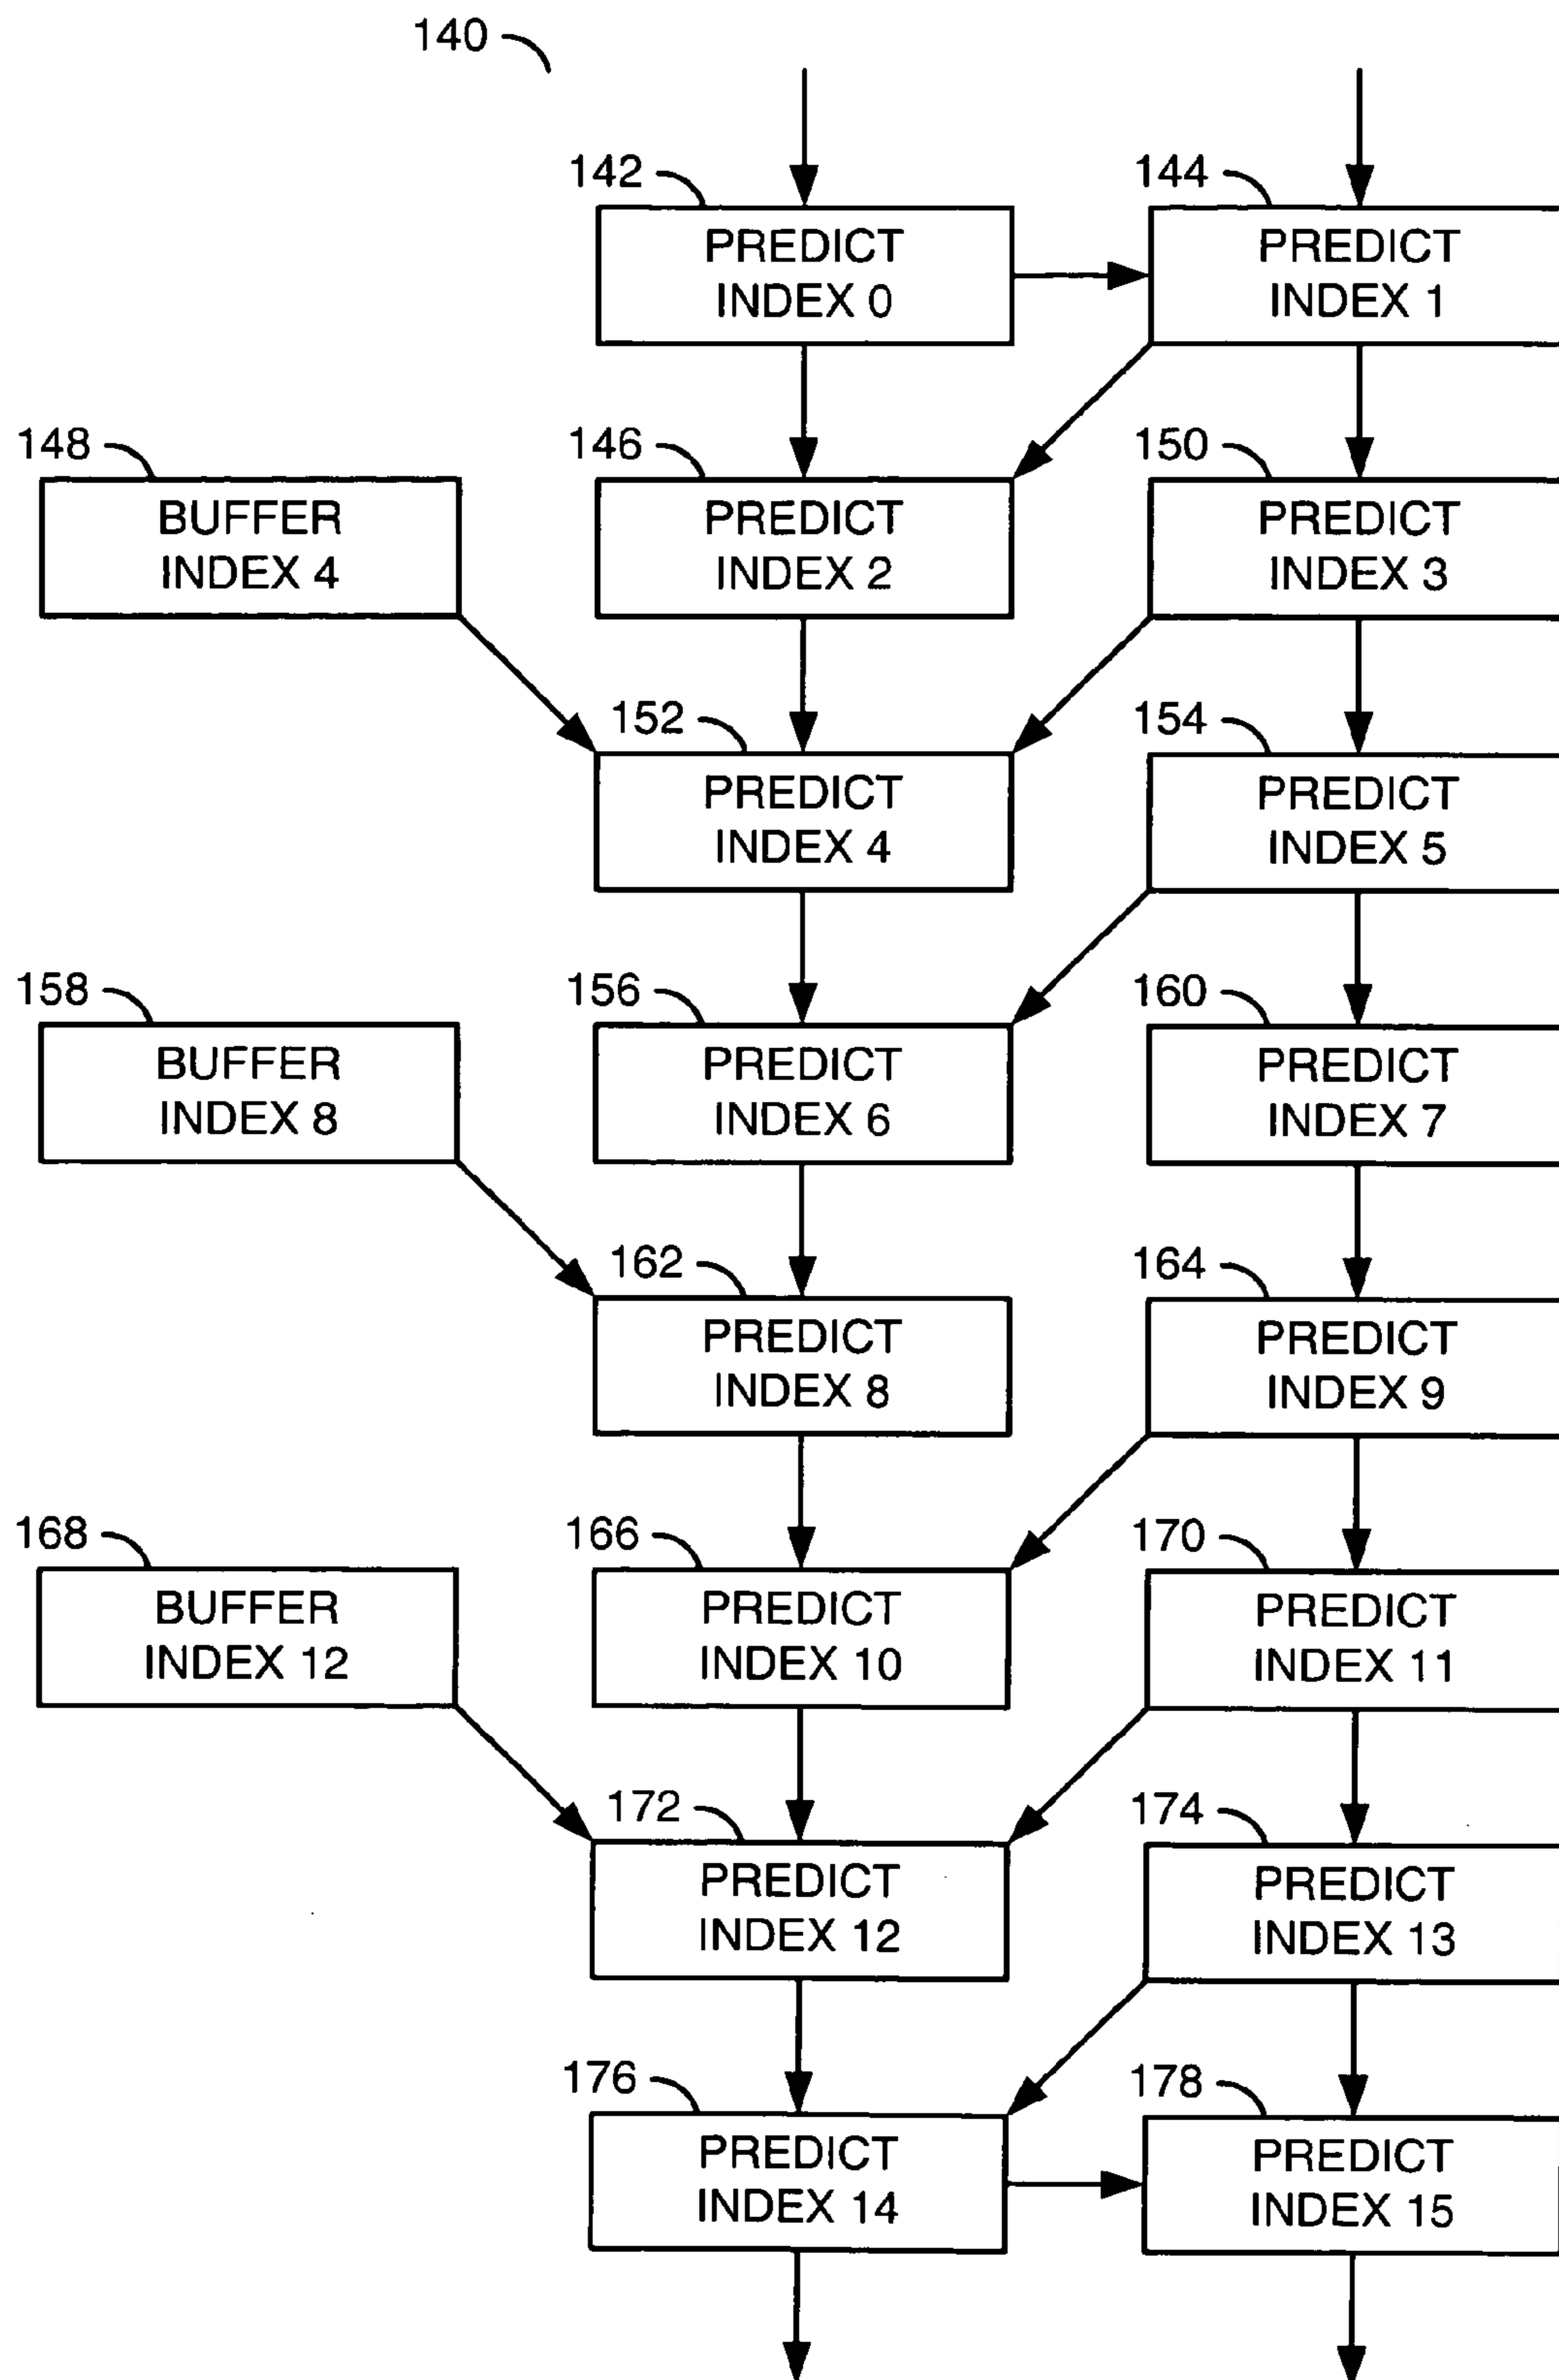 140
142
144
PREDICT
INDEX 0
PREDICT
INDEX 1
148
146
150
BUFFER
INDEX 4
PREDICT
INDEX 2
PREDICT
INDEX 3
152
154
PREDICT
INDEX 4
PREDICT
INDEX 5
158
156
160
BUFFER
INDEX 8
PREDICT
INDEX 6
PREDICT
INDEX 7
162
164
PREDICT
INDEX 8
PREDICT
INDEX 9
168
166
170
BUFFER
INDEX 12
PREDICT
INDEX 10
PREDICT
INDEX 11
172
174
PREDICT
INDEX 12
PREDICT
INDEX 13
176
178
PREDICT
INDEX 14
PREDICT
INDEX 15